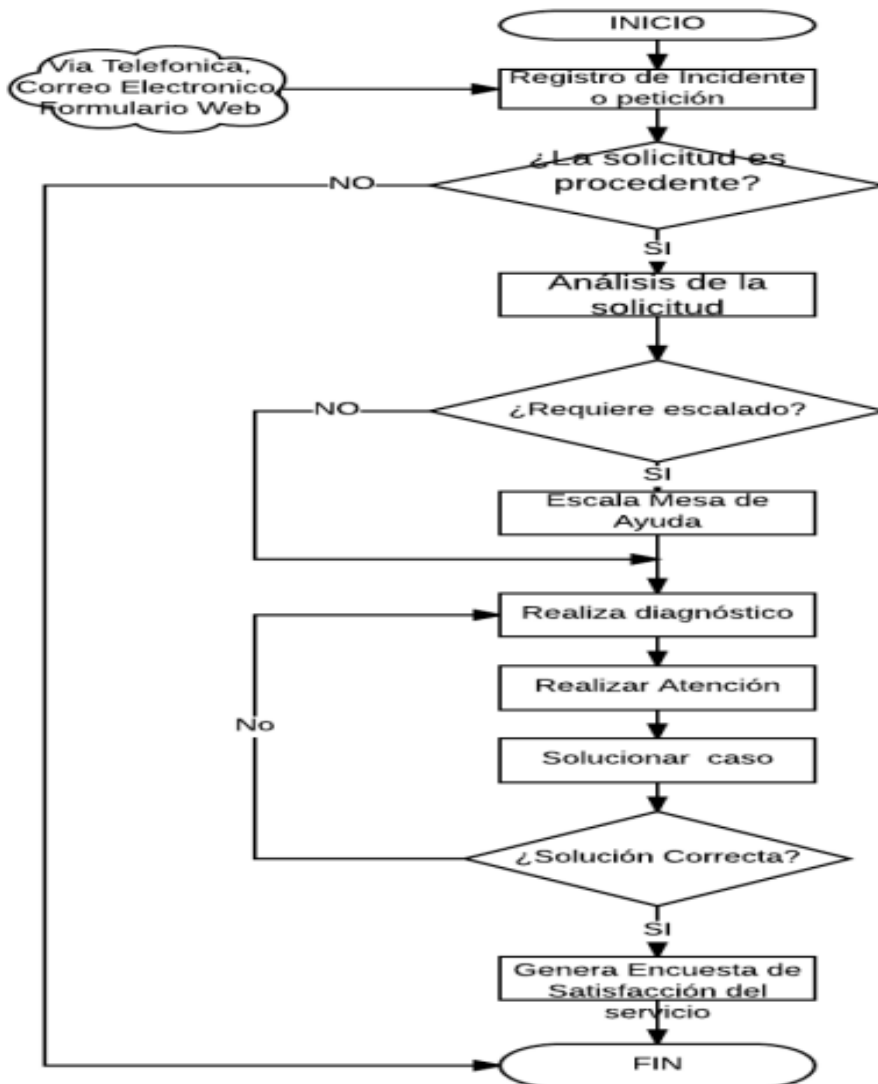 INICIO
Via Telefonica,
Correo Electronico
Formulario Web
Registro de Incidente
o petición
¿La solicitud es
procedente?
NO
SI
Análisis de la
solicitud
¿Requiere escalado?
NO
SI
Escala Mesa de
Ayuda
Realiza diagnóstico
Realizar Atención
No
Solucionar caso
¿Solución Correcta?
SI
Genera Encuesta de
Satisfacción del
servicio
FIN